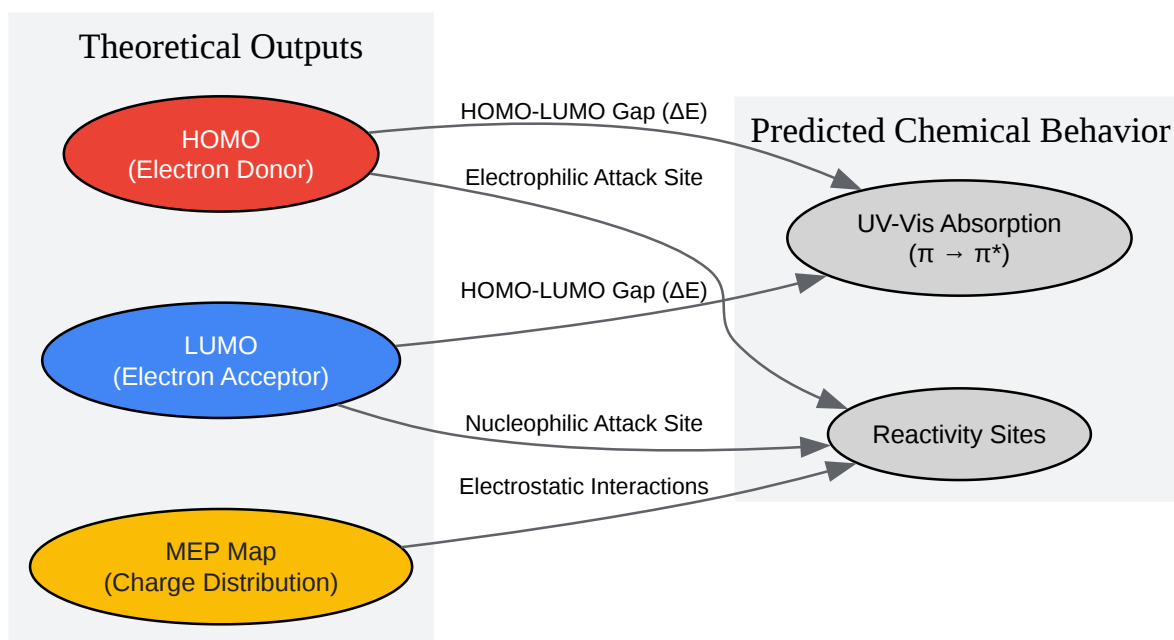 Theoretical Outputs
HOMO
(Electron Donor)
LUMO
(Electron Acceptor)
MEP Map
(Charge Distribution)
HOMO-LUMO Gap (ΔE)
Electrophilic Attack Site
HOMO-LUMO Gap (ΔE)
Nucleophilic Attack Site
Electrostatic Interactions
Predicted Chemical Behavior
UV-Vis Absorption
(π → π*)
Reactivity Sites